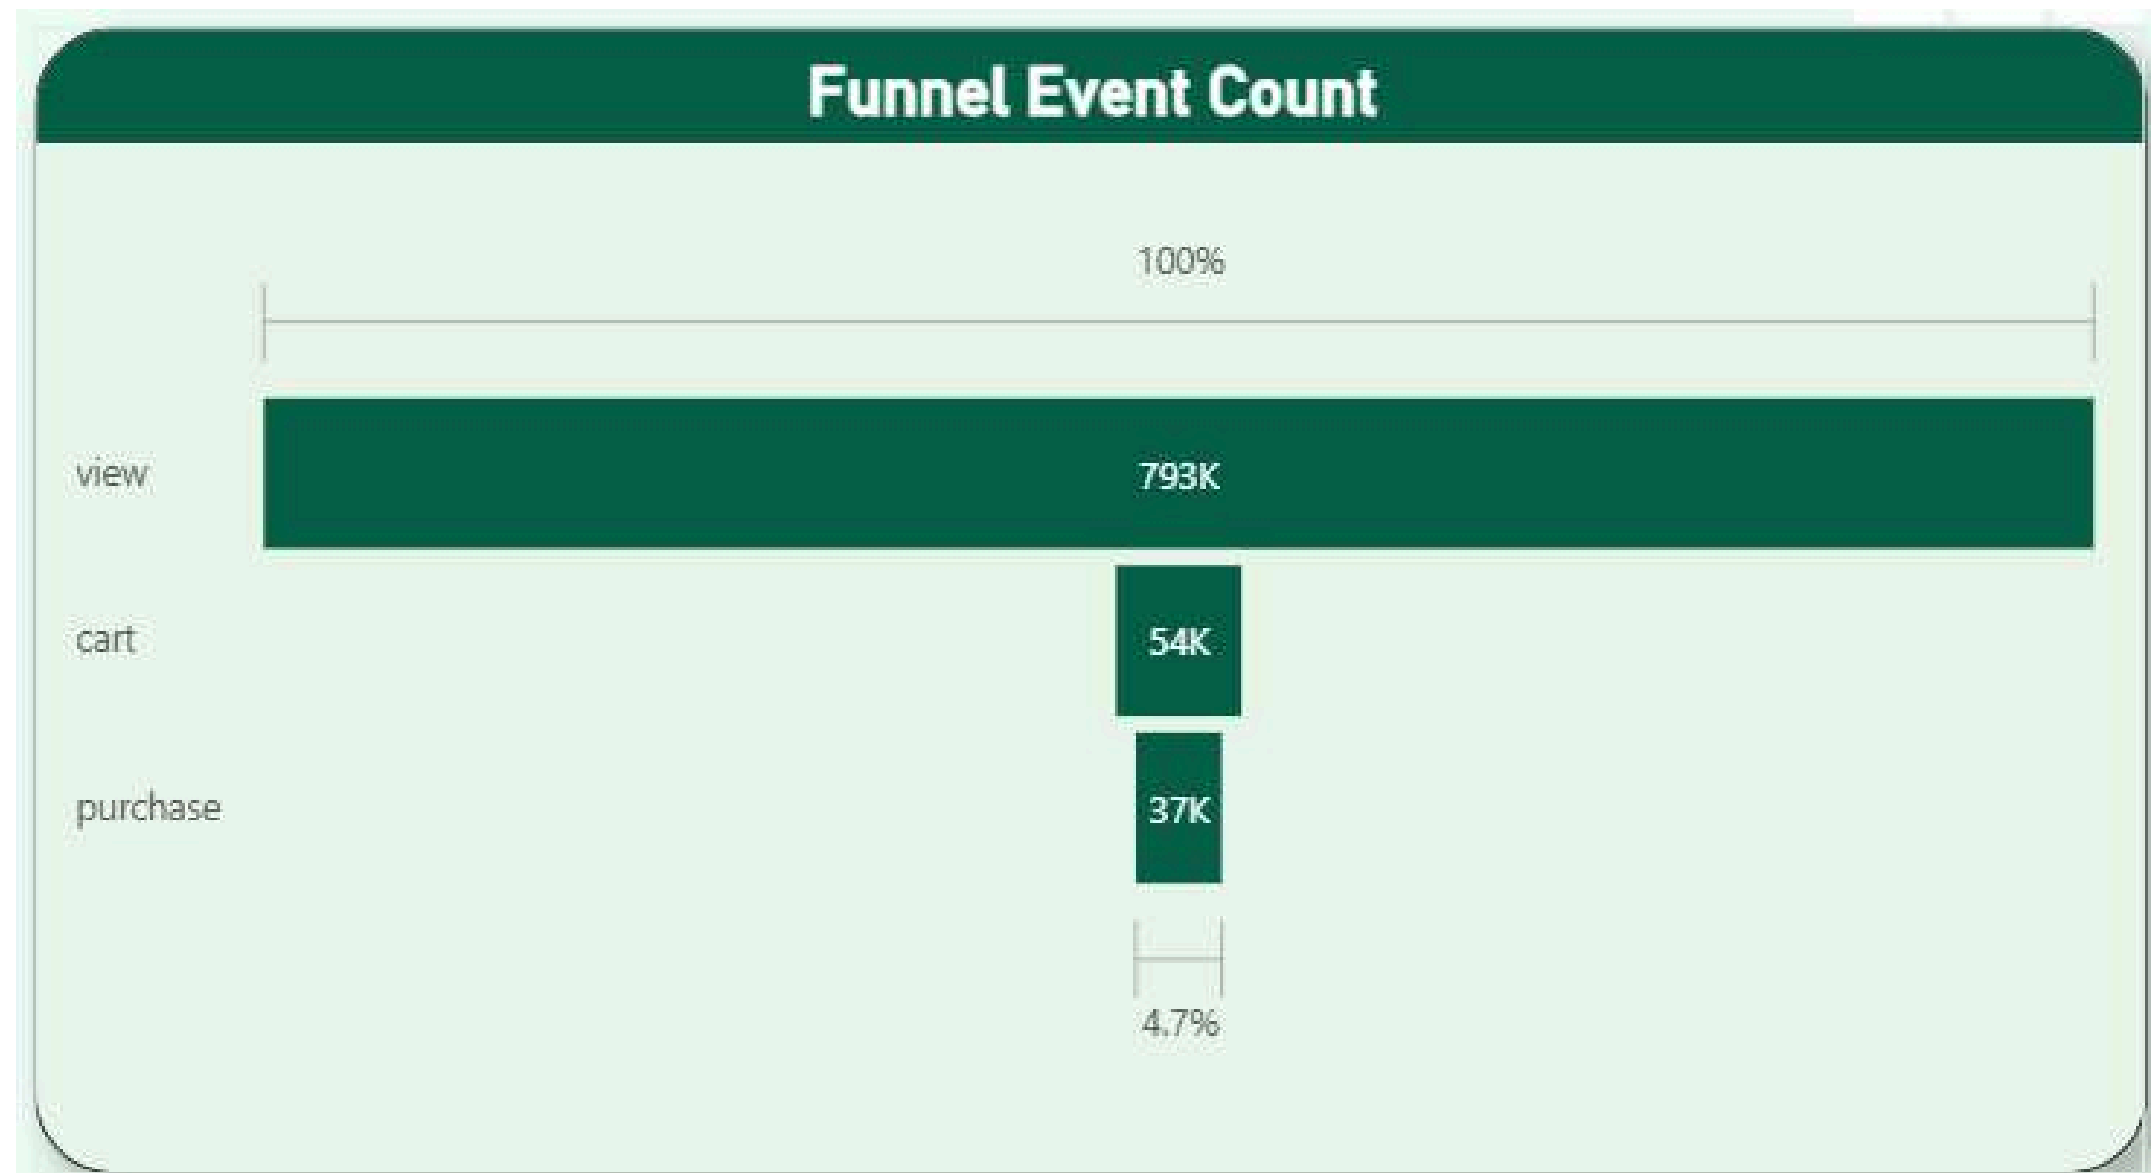 Funnel Event Count
100%
view 793K
cart 54K
purchase 37K
4.7%